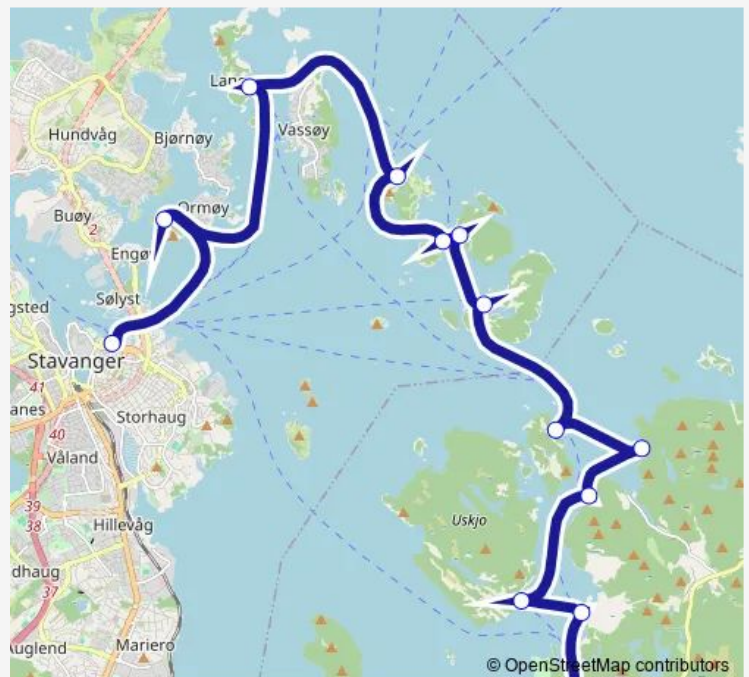 Lang
Hundvåg
Bjørnøy
Vassøy
Buøy
Ormøy
2
Engø
Sølyst
gsted
Stavanger
41
anes
Storhaug
40
Våland
39
38
Uskjo
Hillevåg
dhaug
37
Auglend
Mariero
© OpenStreetMap contributors